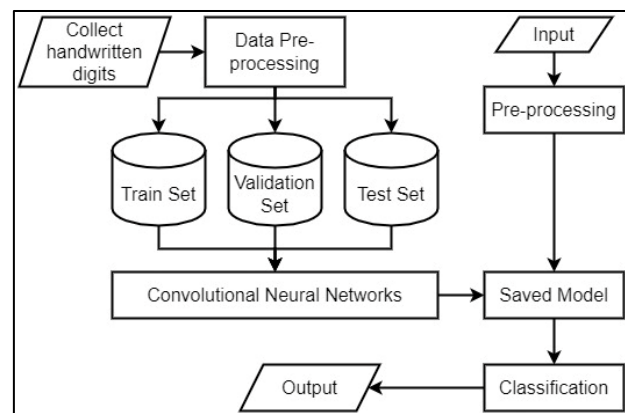 Collect
handwritten
digits
Data Pre-
processing
Input
Pre-processing
Train Set
Validation
Set
Test Set
Convolutional Neural Networks
Saved Model
Output
Classification